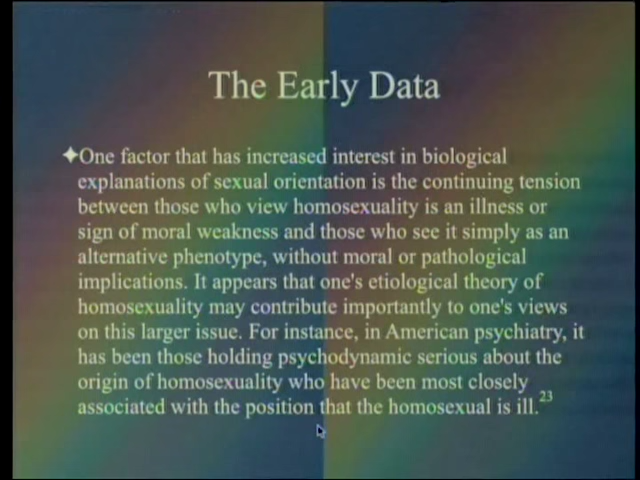 The Early Data
✦One factor that has increased interest in biological
explanations of sexual orientation is the continuing tension
between those who view homosexuality is an illness or
sign of moral weakness and those who see it simply as an
alternative phenotype, without moral or pathological
implications. It appears that one's etiological theory of
homosexuality may contribute importantly to one's views
on this larger issue. For instance, in American psychiatry, it
has been those holding psychodynamic serious about the
origin of homosexuality who have been most closely
associated with the position that the homosexual is ill.23